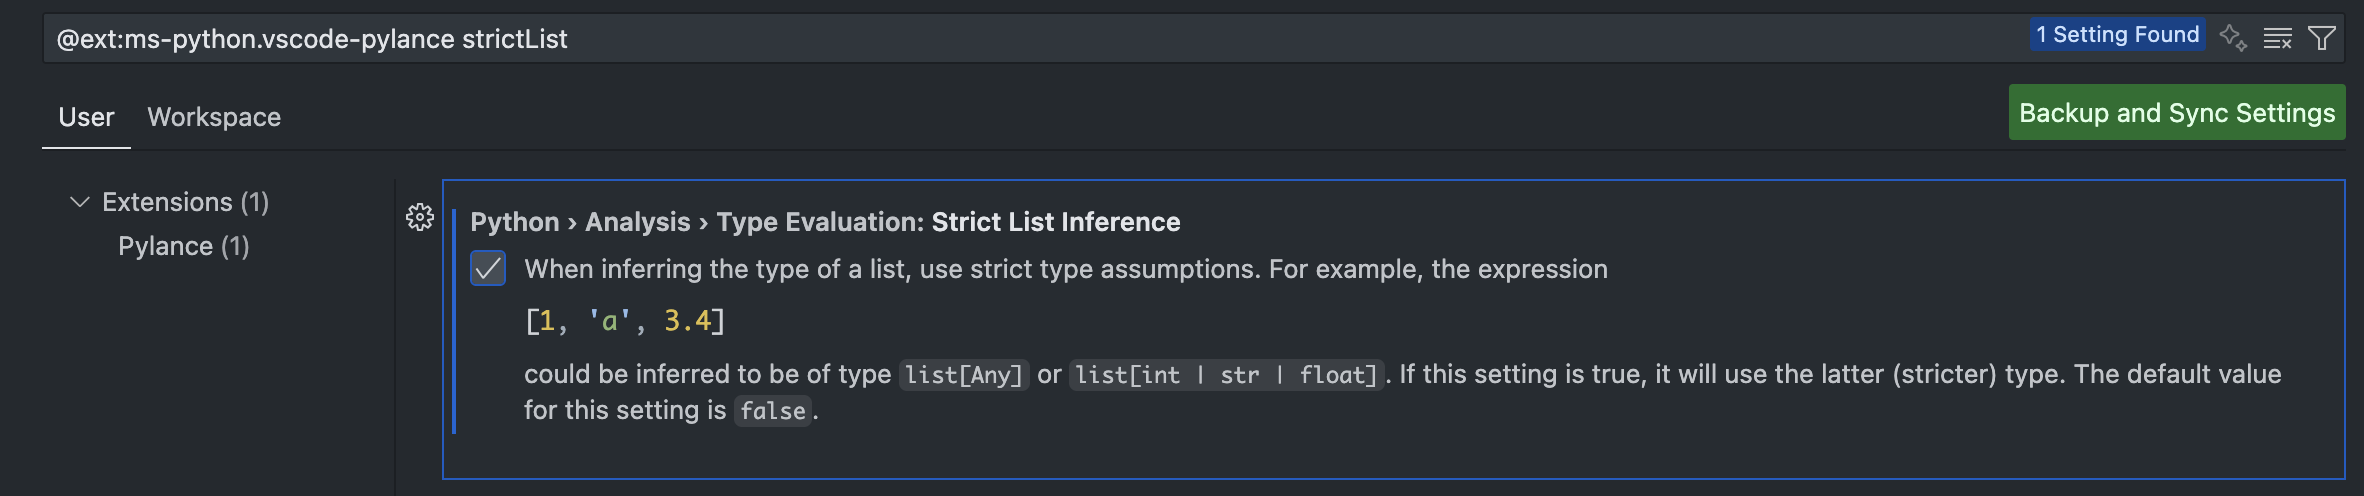 @ext:ms-python.vscode-pylance strictList
1 Setting Found
User
Workspace
Backup and Sync Settings
Extensions (1)
Pylance (1)
Python › Analysis › Type Evaluation: Strict List Inference
When inferring the type of a list, use strict type assumptions. For example, the expression
[1, 'a', 3.4]
could be inferred to be of type list[Any] or list[int | str | float]. If this setting is true, it will use the latter (stricter) type. The default value
for this setting is false.